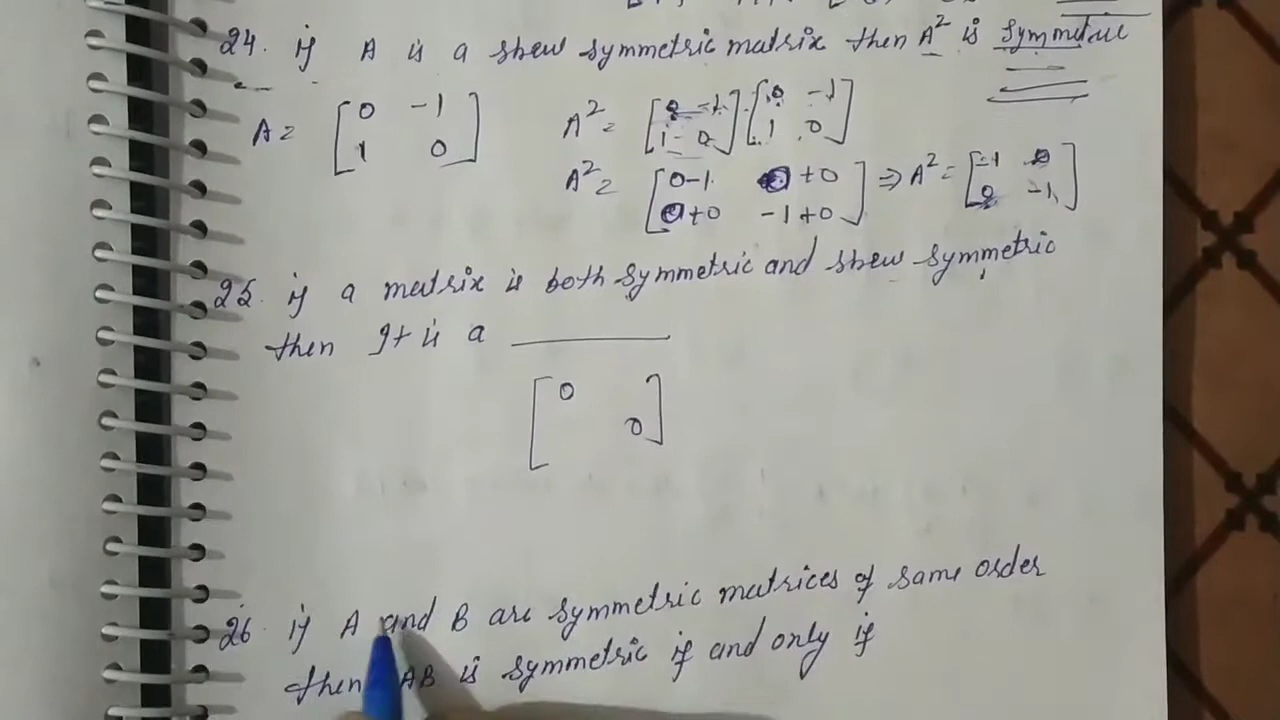 24. if A is a skew symmetric matrix then A² is symmetric
A = [0 -1
1 0]
A² = [0 -1
1 0] [0 -1
1 0]
A² = [0-1 0+0
0+0 -1+0] ⇒ A² = [-1 0
0 -1]
25. if a matrix is both symmetric and skew symmetric
then It is a ________
[0
0]
26. if A and B are symmetric matrices of same order
then AB is symmetric if and only if